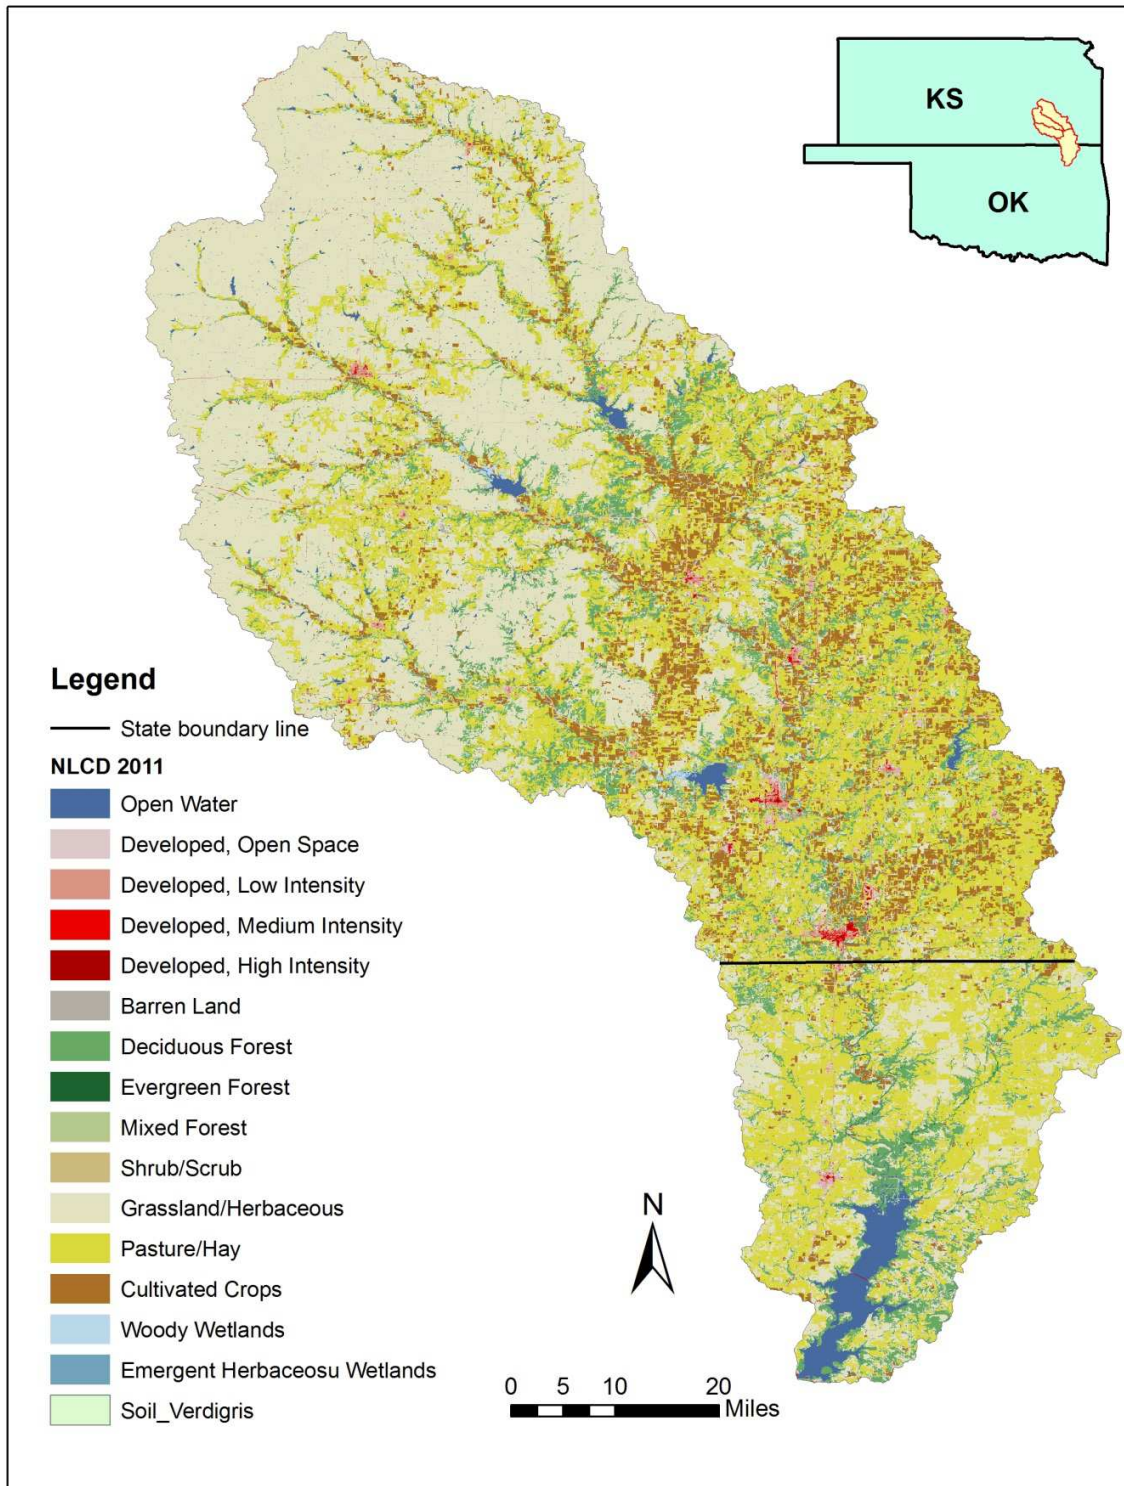 KS
OK
Legend
State boundary line
NLCD 2011
Open Water
Developed, Open Space
Developed, Low Intensity
Developed, Medium Intensity
Developed, High Intensity
Barren Land
Deciduous Forest
Evergreen Forest
Mixed Forest
Shrub/Scrub
Grassland/Herbaceous
Pasture/Hay
Cultivated Crops
Woody Wetlands
Emergent Herbaceosu Wetlands
Soil_Verdigris
N
0 5 10 20
Miles